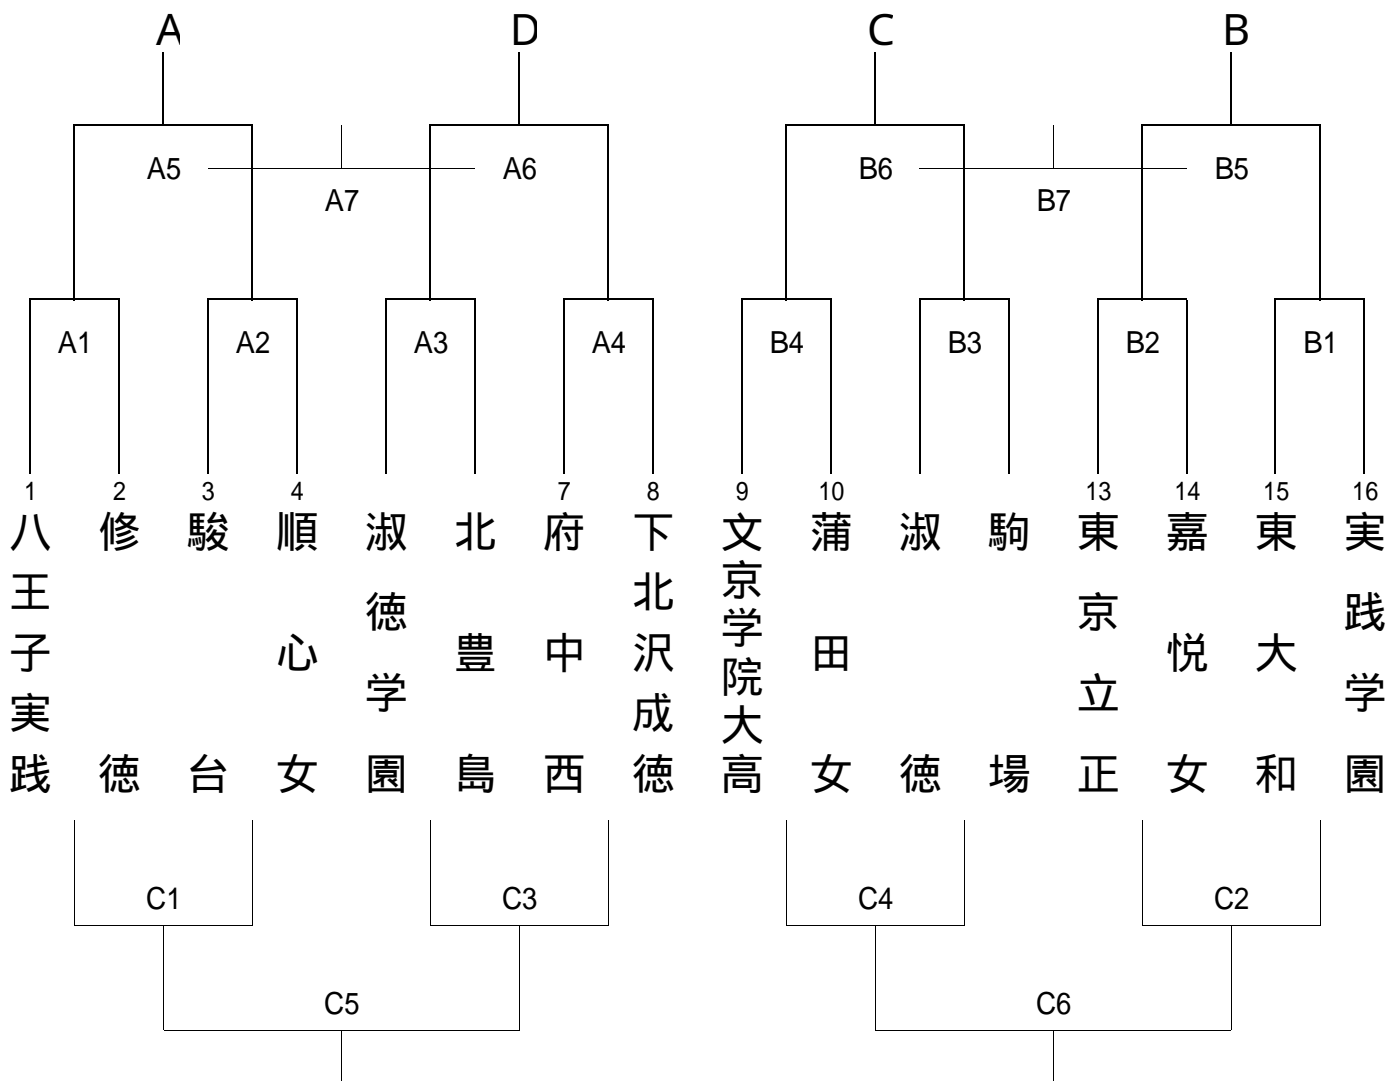 A D C B
A5 A6 B6 B5
A7 B7
A1 A2 A3 A4 B4 B3 B2 B1
1 2 3 4 7 8 9 10 13 14 15 16
八王子実践
修徳
駿台
順心女
淑徳学園
北豊島
府中西
下北沢成徳
文京学院大高
蒲田女
淑徳
駒場
東京立正
嘉悦女
東大和
実践学園
C1 C3 C4 C2
C5 C6